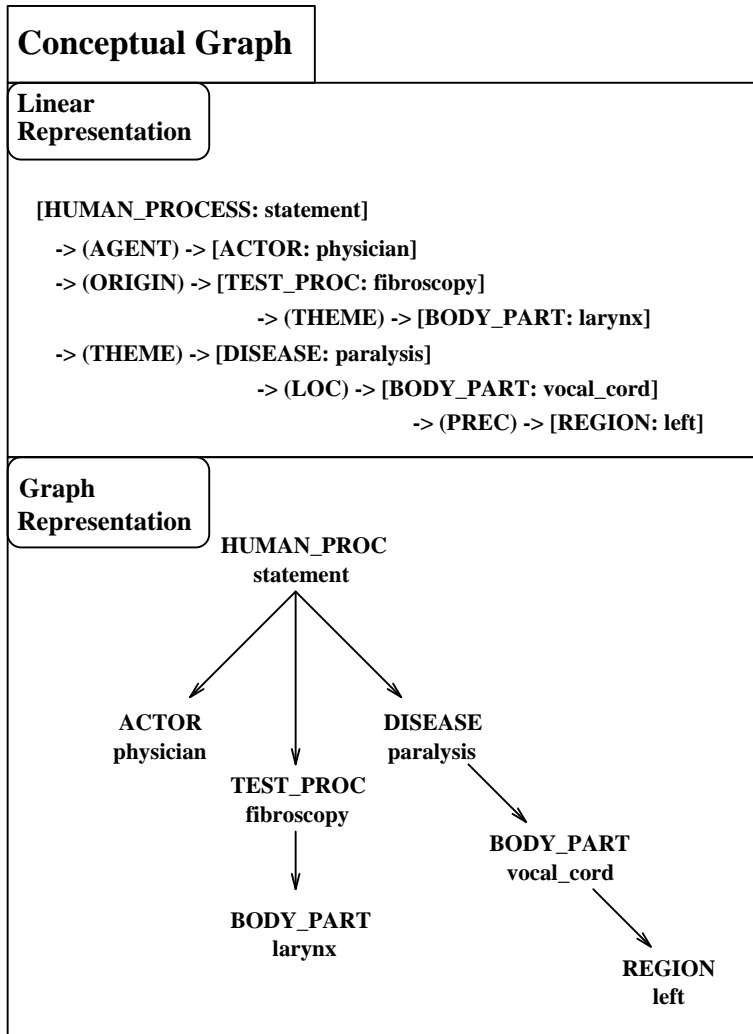 Conceptual Graph
Linear
Representation
[HUMAN_PROCESS: statement]
-> (AGENT) -> [ACTOR: physician]
-> (ORIGIN) -> [TEST_PROC: fibroscopy]
-> (THEME) -> [BODY_PART: larynx]
-> (THEME) -> [DISEASE: paralysis]
-> (LOC) -> [BODY_PART: vocal_cord]
-> (PREC) -> [REGION: left]
Graph
Representation
HUMAN_PROC
statement
ACTOR
physician
DISEASE
paralysis
TEST_PROC
fibroscopy
BODY_PART
vocal_cord
BODY_PART
larynx
REGION
left